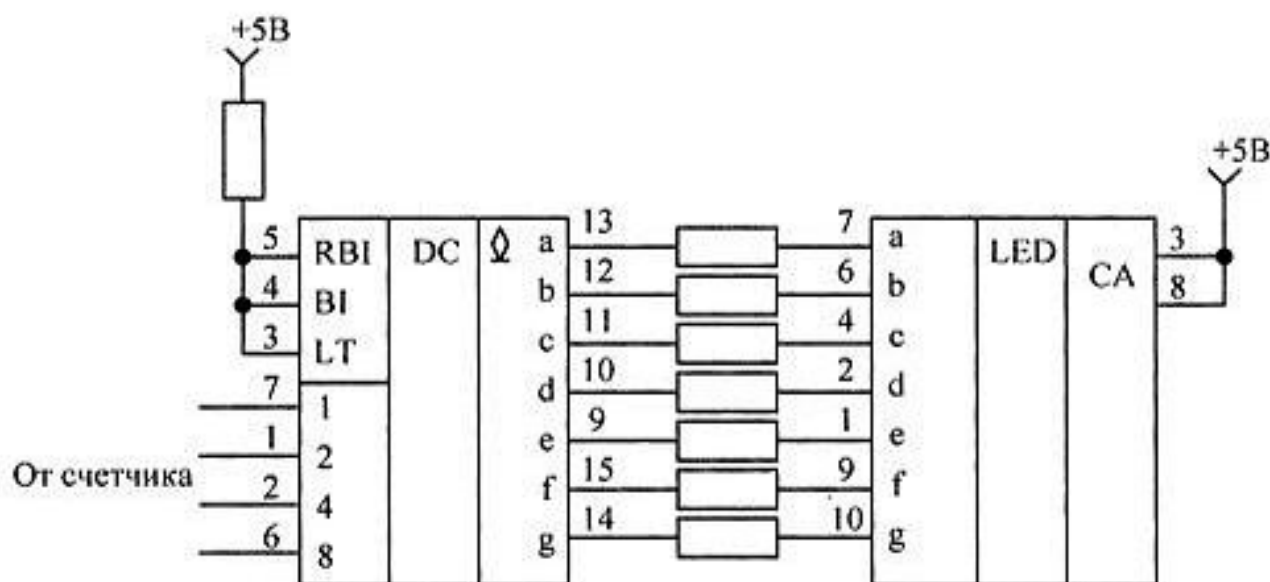 +5В
+5В
5 RBI DC a 13 7 a LED CA 3
4 BI b 12 6 b 8
3 LT c 11 4 c
7 1 d 10 2 d
1 2 e 9 1 e
От счетчика
2 4 f 15 9 f
6 8 g 14 10 g